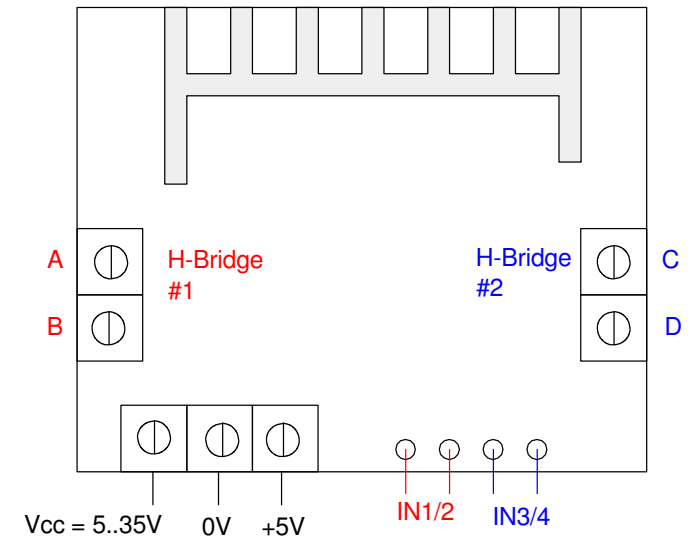 A
H-Bridge
#1
H-Bridge
#2
C
B
D
IN1/2
IN3/4
Vcc = 5..35V
0V
+5V